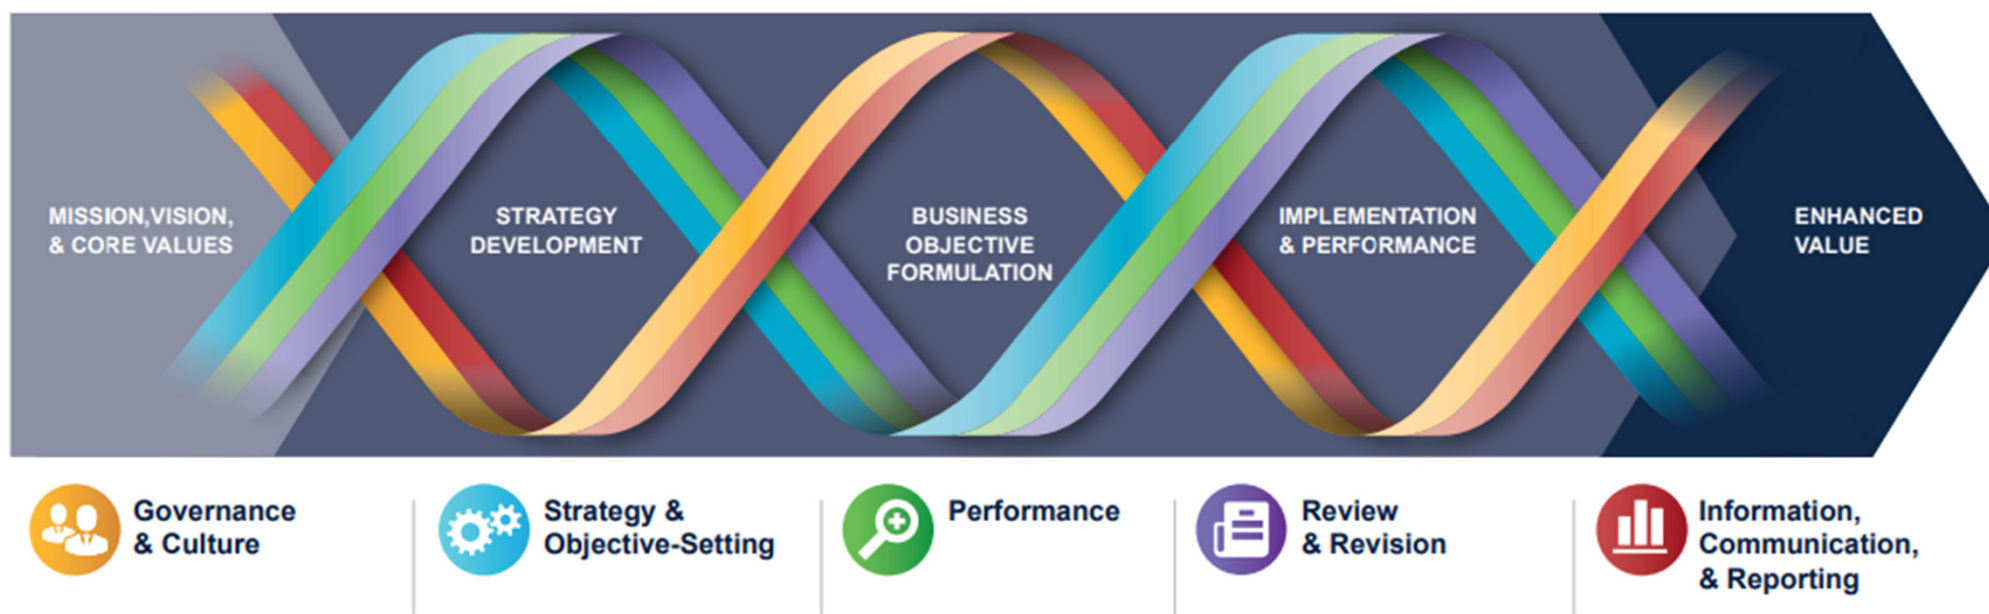 MISSION,VISION,
& CORE VALUES
STRATEGY
DEVELOPMENT
BUSINESS
OBJECTIVE
FORMULATION
IMPLEMENTATION
& PERFORMANCE
ENHANCED
VALUE
Governance
& Culture
Strategy &
Objective-Setting
Performance
Review
& Revision
Information,
Communication,
& Reporting